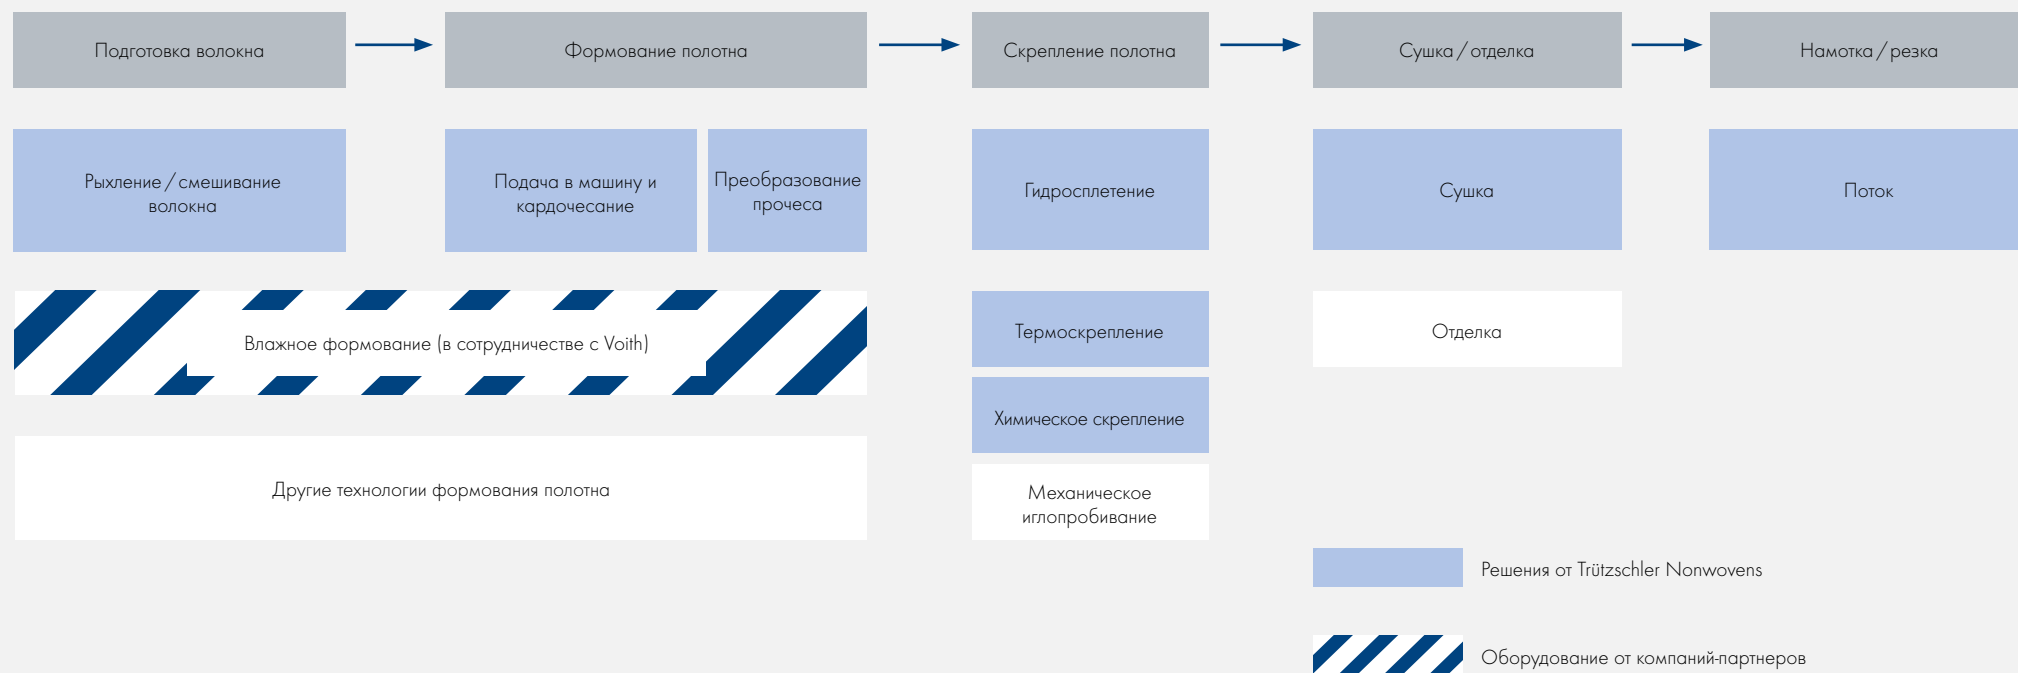 Подготовка волокна
Формование полотна
Скрепление полотна
Сушка / отделка
Намотка / резка
Рыхление / смешивание
волокна
Подача в машину и
кардочесание
Преобразование
прочеса
Гидросплетение
Сушка
Поток
Влажное формование (в сотрудничестве с Voith)
Термоскрепление
Отделка
Химическое скрепление
Другие технологии формования полотна
Механическое
иглопробивание
Решения от Trützschler Nonwovens
Оборудование от компаний-партнеров